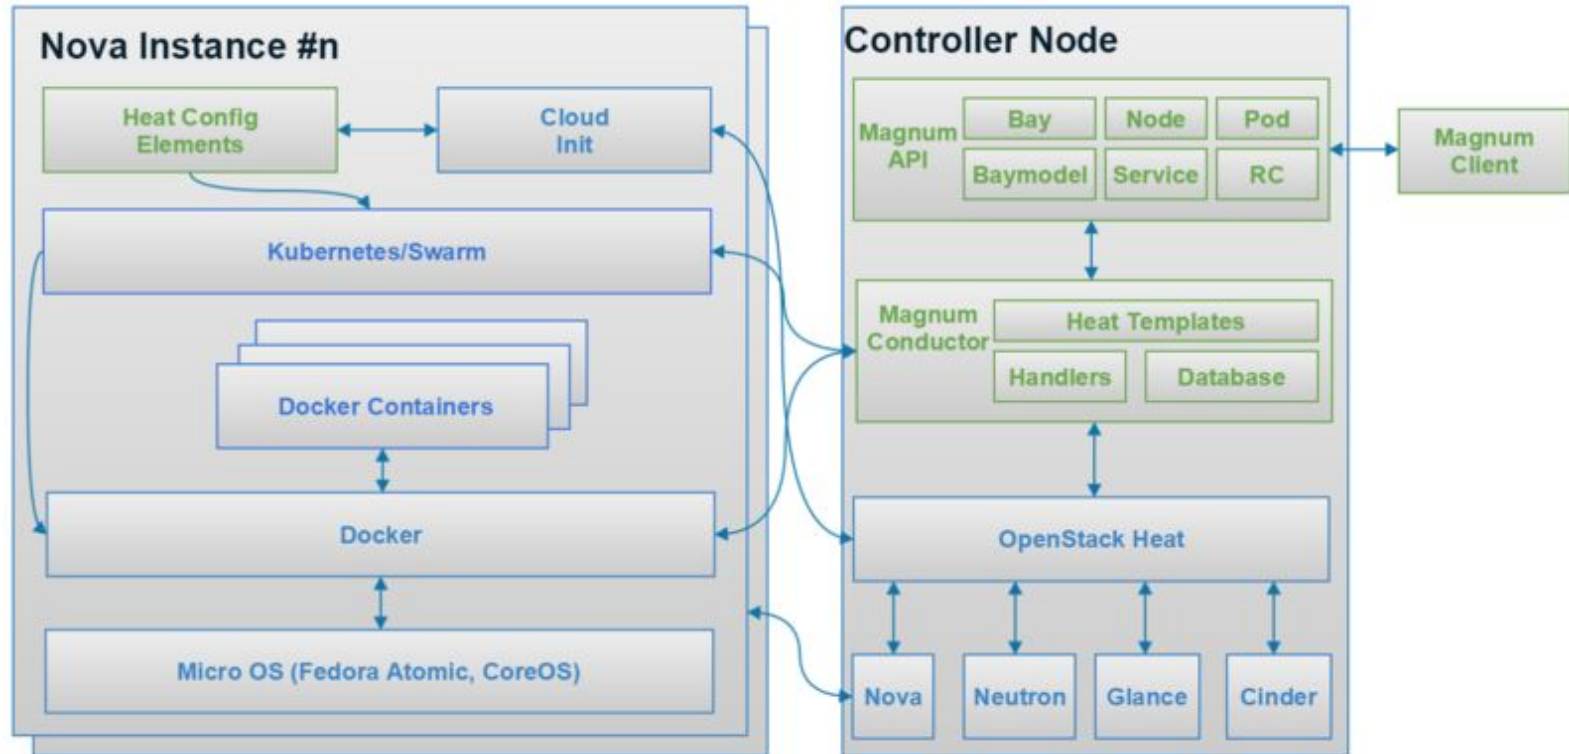 Nova Instance #n
Heat Config
Elements
Cloud
Init
Kubernetes/Swarm
Docker Containers
Docker
Micro OS (Fedora Atomic, CoreOS)
Controller Node
Magnum
API
Bay
Node
Pod
Baymodel
Service
RC
Magnum
Conductor
Heat Templates
Handlers
Database
OpenStack Heat
Nova
Neutron
Glance
Cinder
Magnum
Client